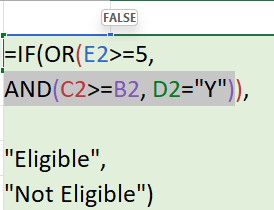 FALSE
=IF(OR(E2>=5,
AND(C2>=B2, D2="Y")),
"Eligible",
"Not Eligible")